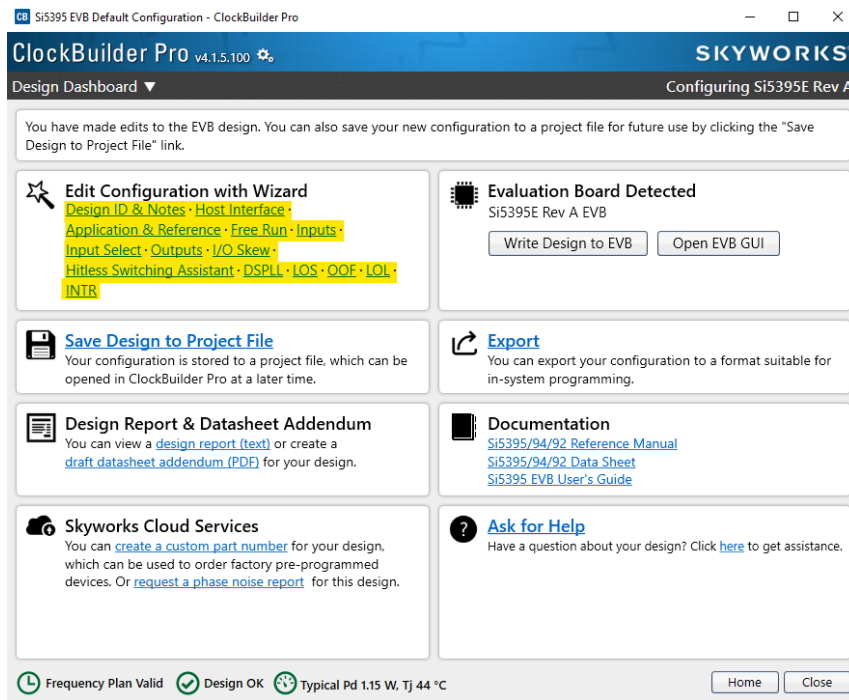 CB Si5395 EVB Default Configuration - ClockBuilder Pro
ClockBuilder Pro v4.1.5.100
SKYWORKS
Design Dashboard ▼
Configuring Si5395E Rev A
You have made edits to the EVB design. You can also save your new configuration to a project file for future use by clicking the "Save
Design to Project File" link.
Edit Configuration with Wizard
Design ID & Notes · Host Interface ·
Application & Reference · Free Run · Inputs ·
Input Select · Outputs · I/O Skew ·
Hitless Switching Assistant · DSPLL · LOS · OOF · LOL ·
INTR
Evaluation Board Detected
Si5395E Rev A EVB
Write Design to EVB
Open EVB GUI
Save Design to Project File
Your configuration is stored to a project file, which can be
opened in ClockBuilder Pro at a later time.
Export
You can export your configuration to a format suitable for
in-system programming.
Design Report & Datasheet Addendum
You can view a design report (text) or create a
draft datasheet addendum (PDF) for your design.
Documentation
Si5395/94/92 Reference Manual
Si5395/94/92 Data Sheet
Si5395 EVB User's Guide
Skyworks Cloud Services
You can create a custom part number for your design,
which can be used to order factory pre-programmed
devices. Or request a phase noise report for this design.
Ask for Help
Have a question about your design? Click here to get assistance.
Frequency Plan Valid
Design OK
Typical Pd 1.15 W, Tj 44 °C
Home
Close